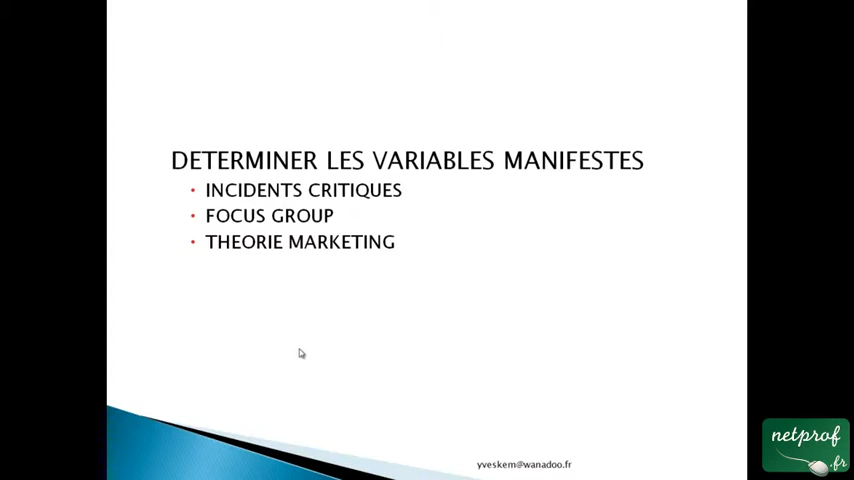 DETERMINER LES VARIABLES MANIFESTES
• INCIDENTS CRITIQUES
• FOCUS GROUP
• THEORIE MARKETING
yveskem@wanadoo.fr
netprof
.fr